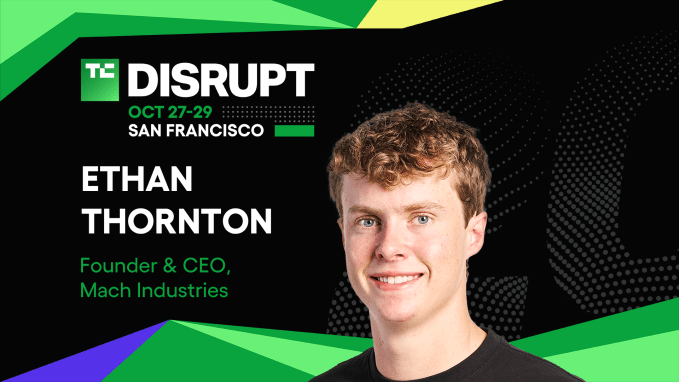 TC
DISRUPT
OCT 27-29
SAN FRANCISCO
ETHAN
THORNTON
Founder & CEO,
Mach Industries